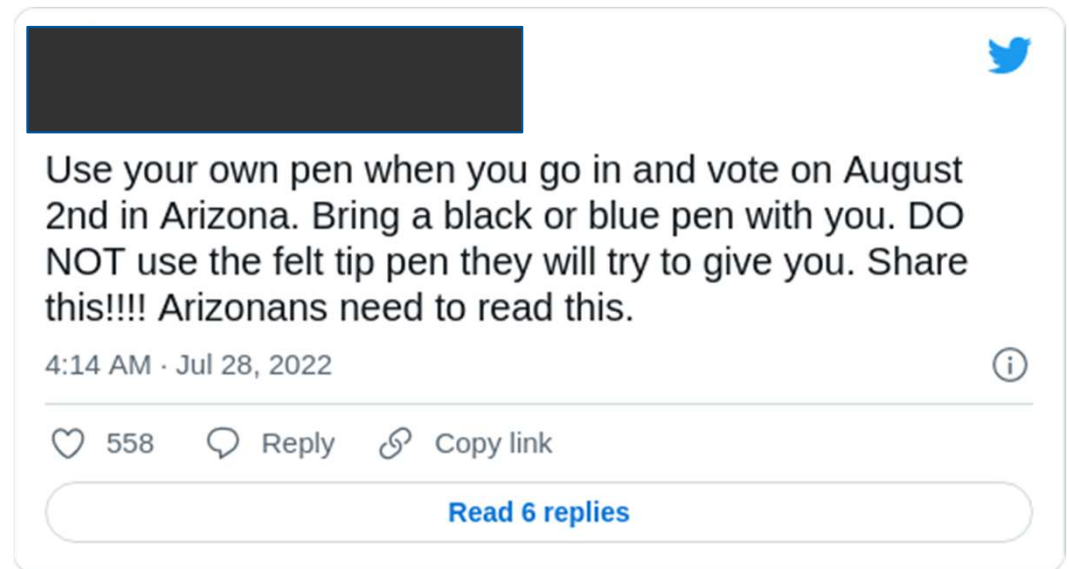 Use your own pen when you go in and vote on August
2nd in Arizona. Bring a black or blue pen with you. DO
NOT use the felt tip pen they will try to give you. Share
this!!!! Arizonans need to read this.
4:14 AM · Jul 28, 2022
558 Reply Copy link
Read 6 replies